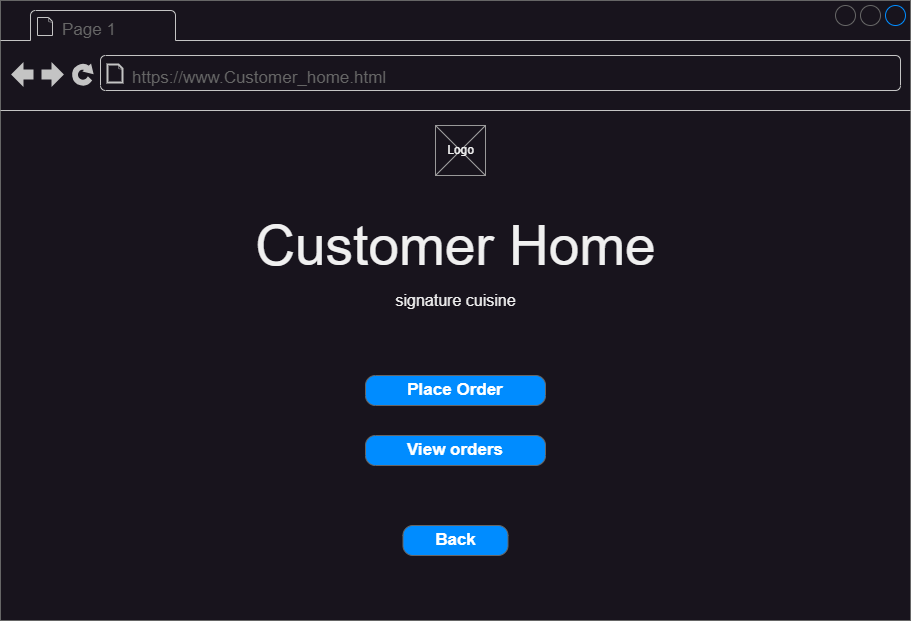 Page 1
https://www.Customer_home.html
Logo
Customer Home
signature cuisine
Place Order
View orders
Back